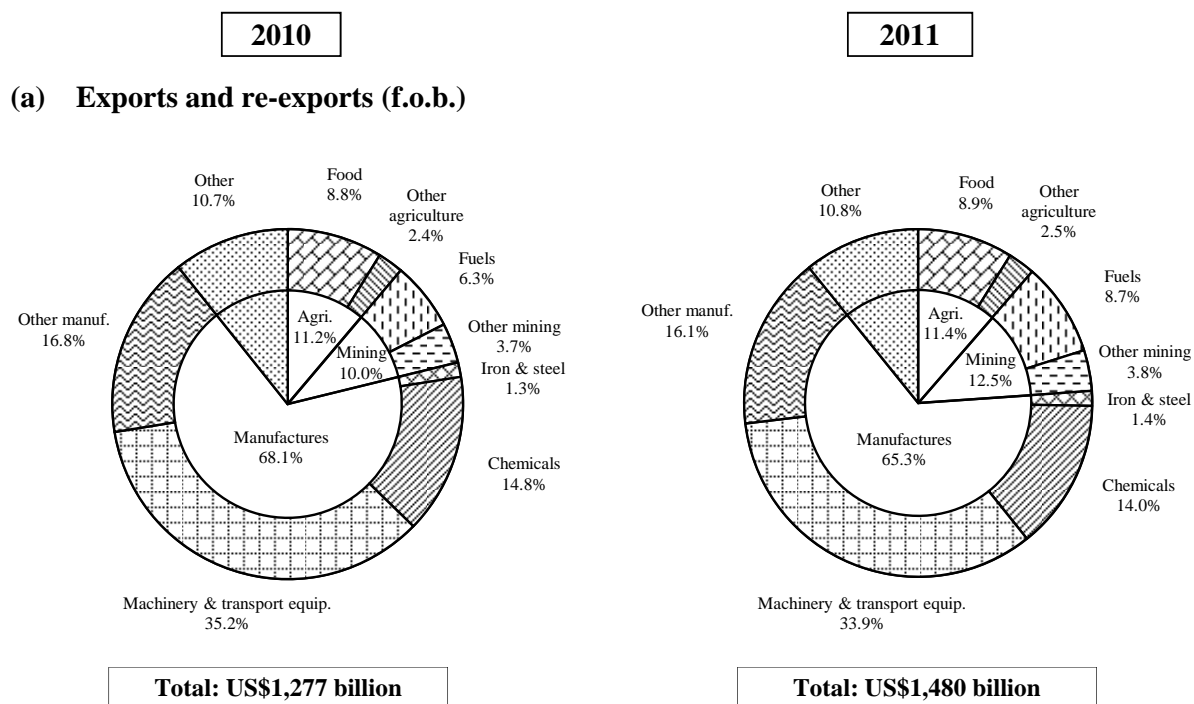 2010
2011
(a) Exports and re-exports (f.o.b.)
Other
10.7%
Food
8.8%
Other
agriculture
2.4%
Fuels
6.3%
Other mining
3.7%
Iron & steel
1.3%
Chemicals
14.8%
Machinery & transport equip.
35.2%
Other manuf.
16.8%
Agri.
11.2%
Mining
10.0%
Manufactures
68.1%
Total: US$1,277 billion
Other
10.8%
Food
8.9%
Other
agriculture
2.5%
Fuels
8.7%
Other mining
3.8%
Iron & steel
1.4%
Chemicals
14.0%
Machinery & transport equip.
33.9%
Other manuf.
16.1%
Agri.
11.4%
Mining
12.5%
Manufactures
65.3%
Total: US$1,480 billion